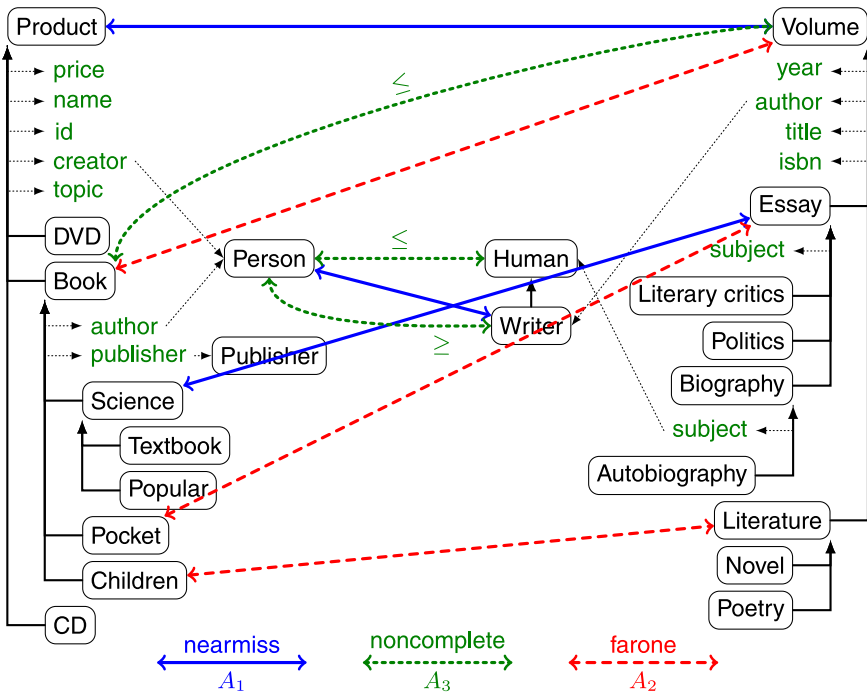 Product Volume
price year
≤
name author
id title
creator isbn
topic
Essay
DVD
≤ subject
Person Human
Book
Literary critics
author Writer
publisher Publisher ≥ Politics
Biography
Science
subject
Textbook
Autobiography
Popular
Pocket Literature
Novel
Children
Poetry
CD
nearmiss noncomplete farone
A1 A3 A2